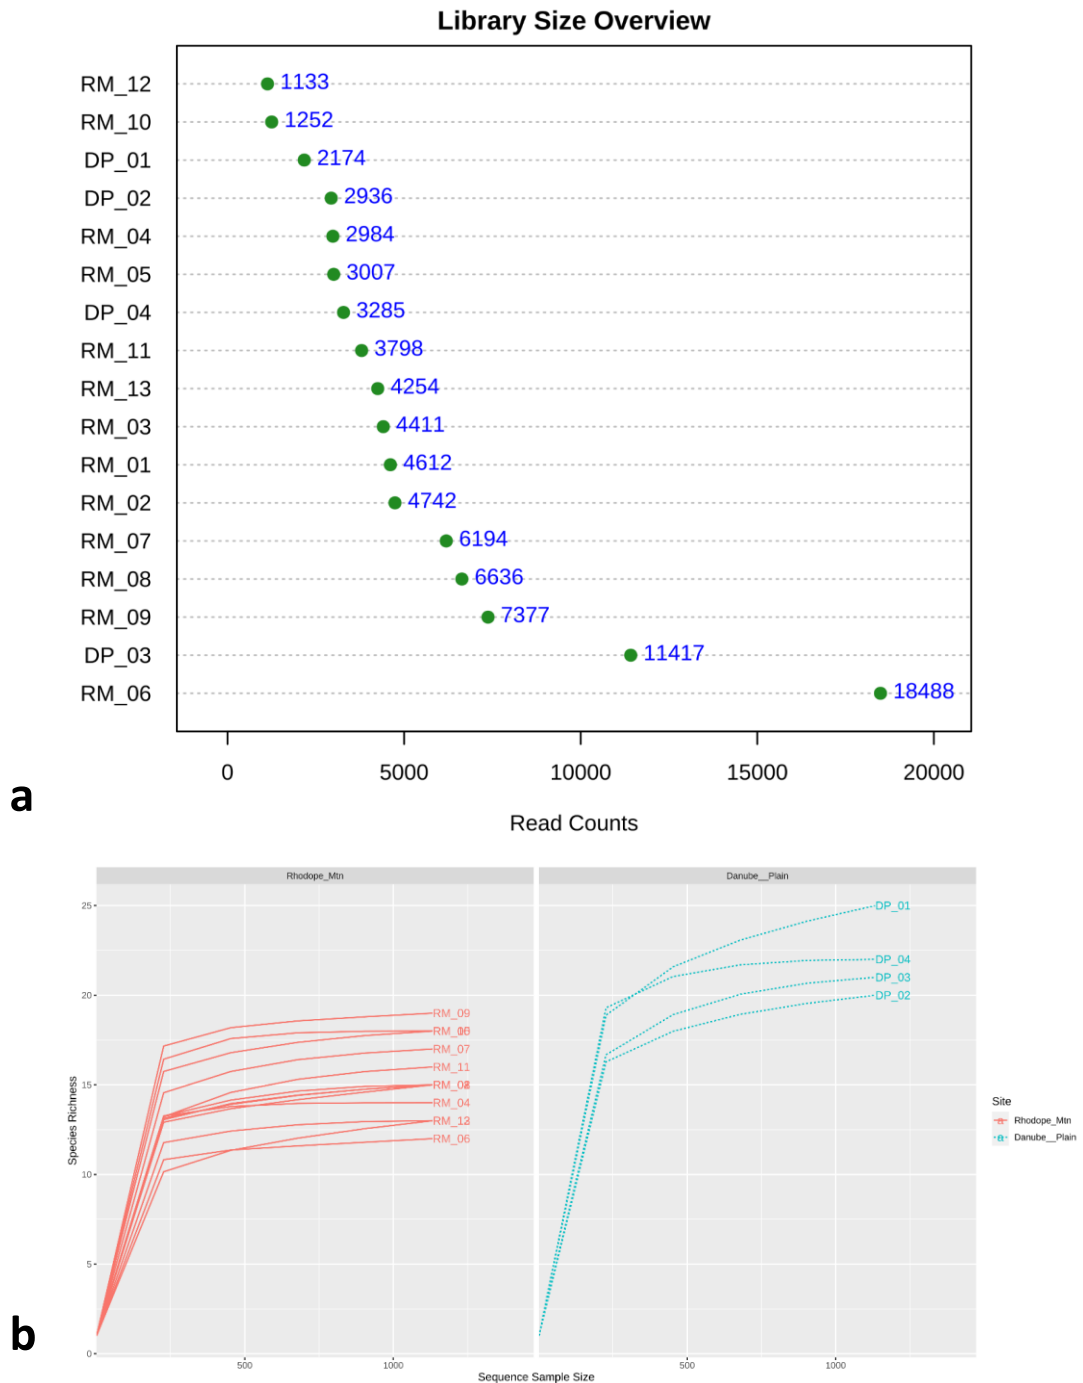 Library Size Overview
RM_12 1133
RM_10 1252
DP_01 2174
DP_02 2936
RM_04 2984
RM_05 3007
DP_04 3285
RM_11 3798
RM_13 4254
RM_03 4411
RM_01 4612
RM_02 4742
RM_07 6194
RM_08 6636
RM_09 7377
DP_03 11417
RM_06 18488
0 5000 10000 15000 20000
a
Read Counts
Rhodope_Mtn Danube__Plain
25
20
15
10
5
0
Species Richness
RM_09
RM_07
RM_11
RM_04
RM_06
DP_01
DP_04
DP_03
DP_02
Site
Rhodope_Mtn
Danube__Plain
b
500 1000 500 1000
Sequence Sample Size